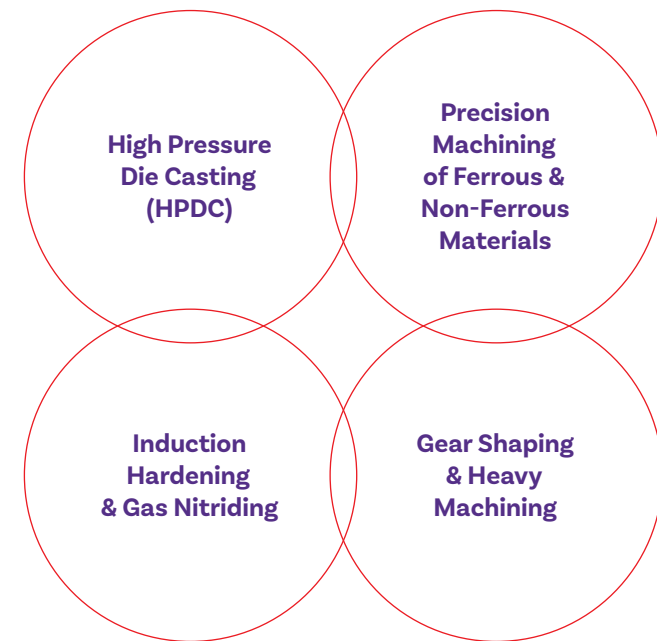 High Pressure
Die Casting
(HPDC)
Precision
Machining
of Ferrous &
Non-Ferrous
Materials
Induction
Hardening
& Gas Nitriding
Gear Shaping
& Heavy
Machining